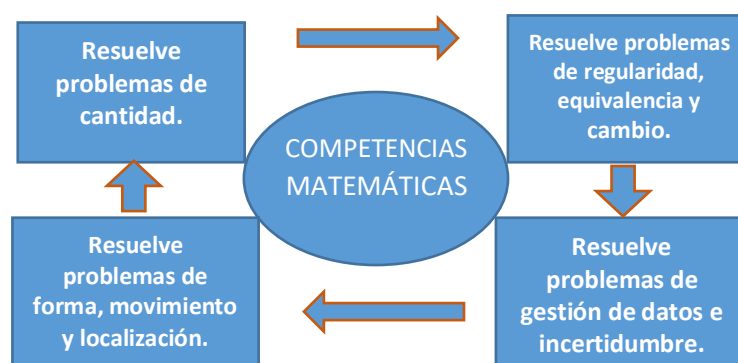 Resuelve
problemas de
cantidad.
Resuelve problemas
de regularidad,
equivalencia y
cambio.
COMPETENCIAS
MATEMÁTICAS
Resuelve
problemas de
forma, movimiento
y localización.
Resuelve
problemas de
gestión de datos e
incertidumbre.